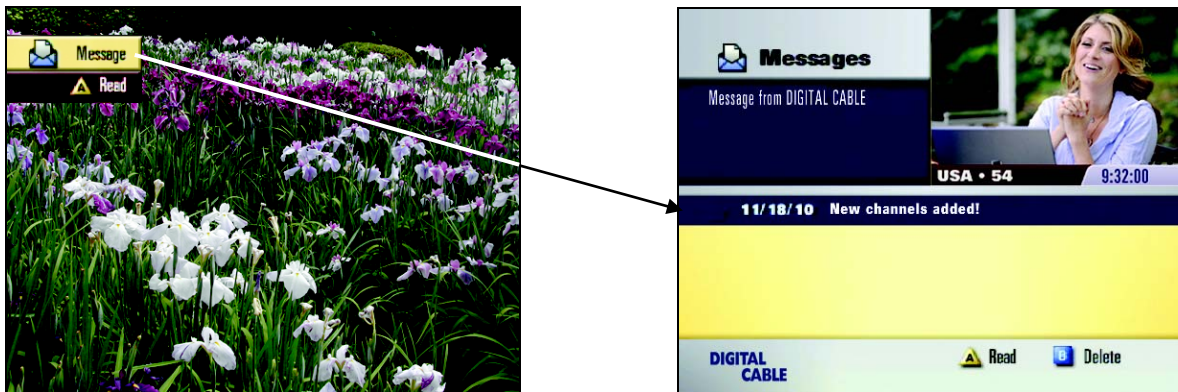 Message
A Read
Messages
Message from DIGITAL CABLE
USA • 54 9:32:00
11/18/10 New channels added!
DIGITAL
CABLE
A Read B Delete